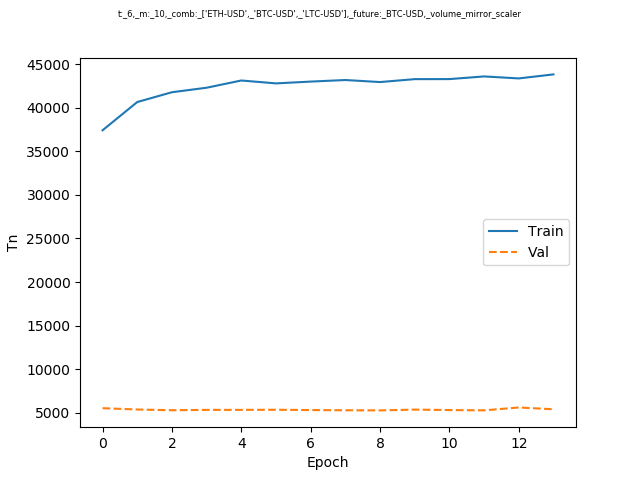 t:_6,_m:_10,_comb:_['ETH-USD',_'BTC-USD',_'LTC-USD'],_future:_BTC-USD,_volume_mirror_scaler
45000
40000
35000
30000
25000
20000
15000
10000
5000
Tn
Train
Val
0 2 4 6 8 10 12
Epoch